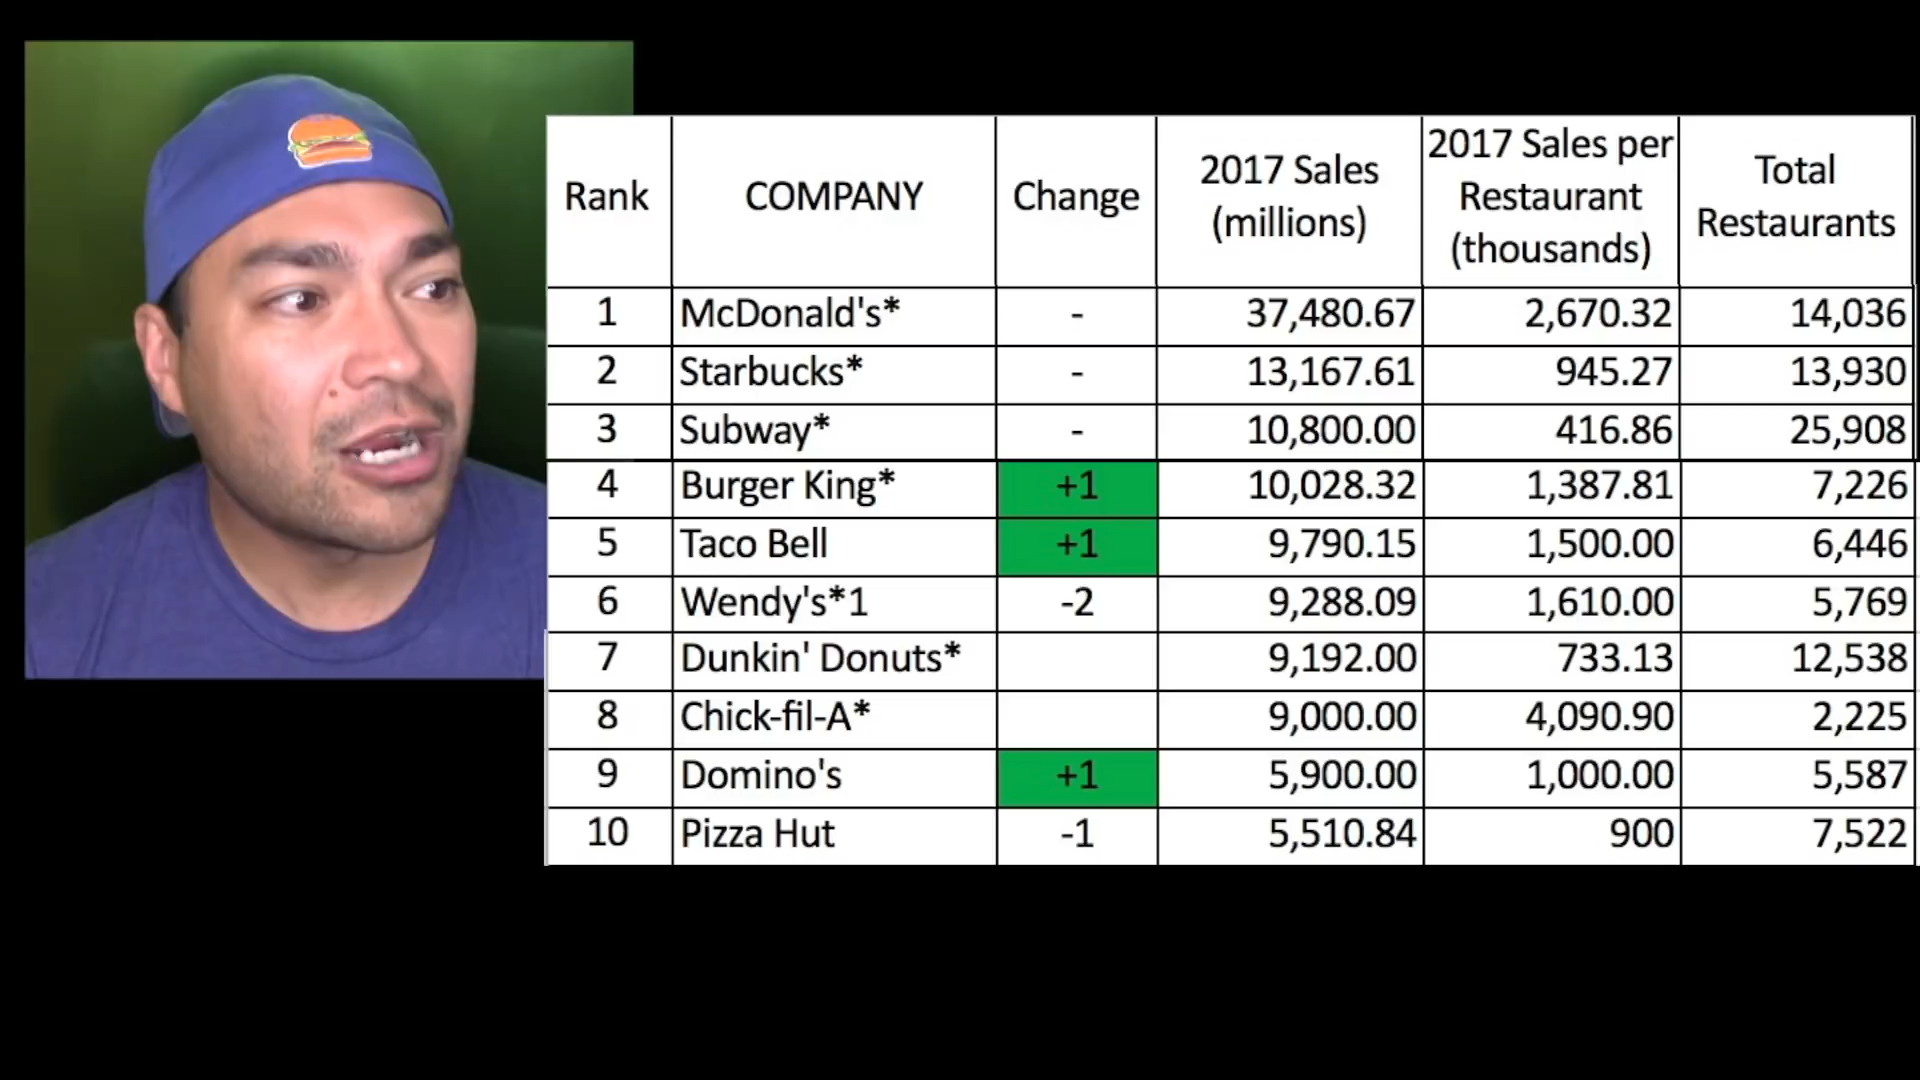 Rank COMPANY Change 2017 Sales (millions) 2017 Sales per Restaurant (thousands) Total Restaurants
1 McDonald's* - 37,480.67 2,670.32 14,036
2 Starbucks* - 13,167.61 945.27 13,930
3 Subway* - 10,800.00 416.86 25,908
4 Burger King* +1 10,028.32 1,387.81 7,226
5 Taco Bell +1 9,790.15 1,500.00 6,446
6 Wendy's*1 -2 9,288.09 1,610.00 5,769
7 Dunkin' Donuts* 9,192.00 733.13 12,538
8 Chick-fil-A* 9,000.00 4,090.90 2,225
9 Domino's +1 5,900.00 1,000.00 5,587
10 Pizza Hut -1 5,510.84 900 7,522